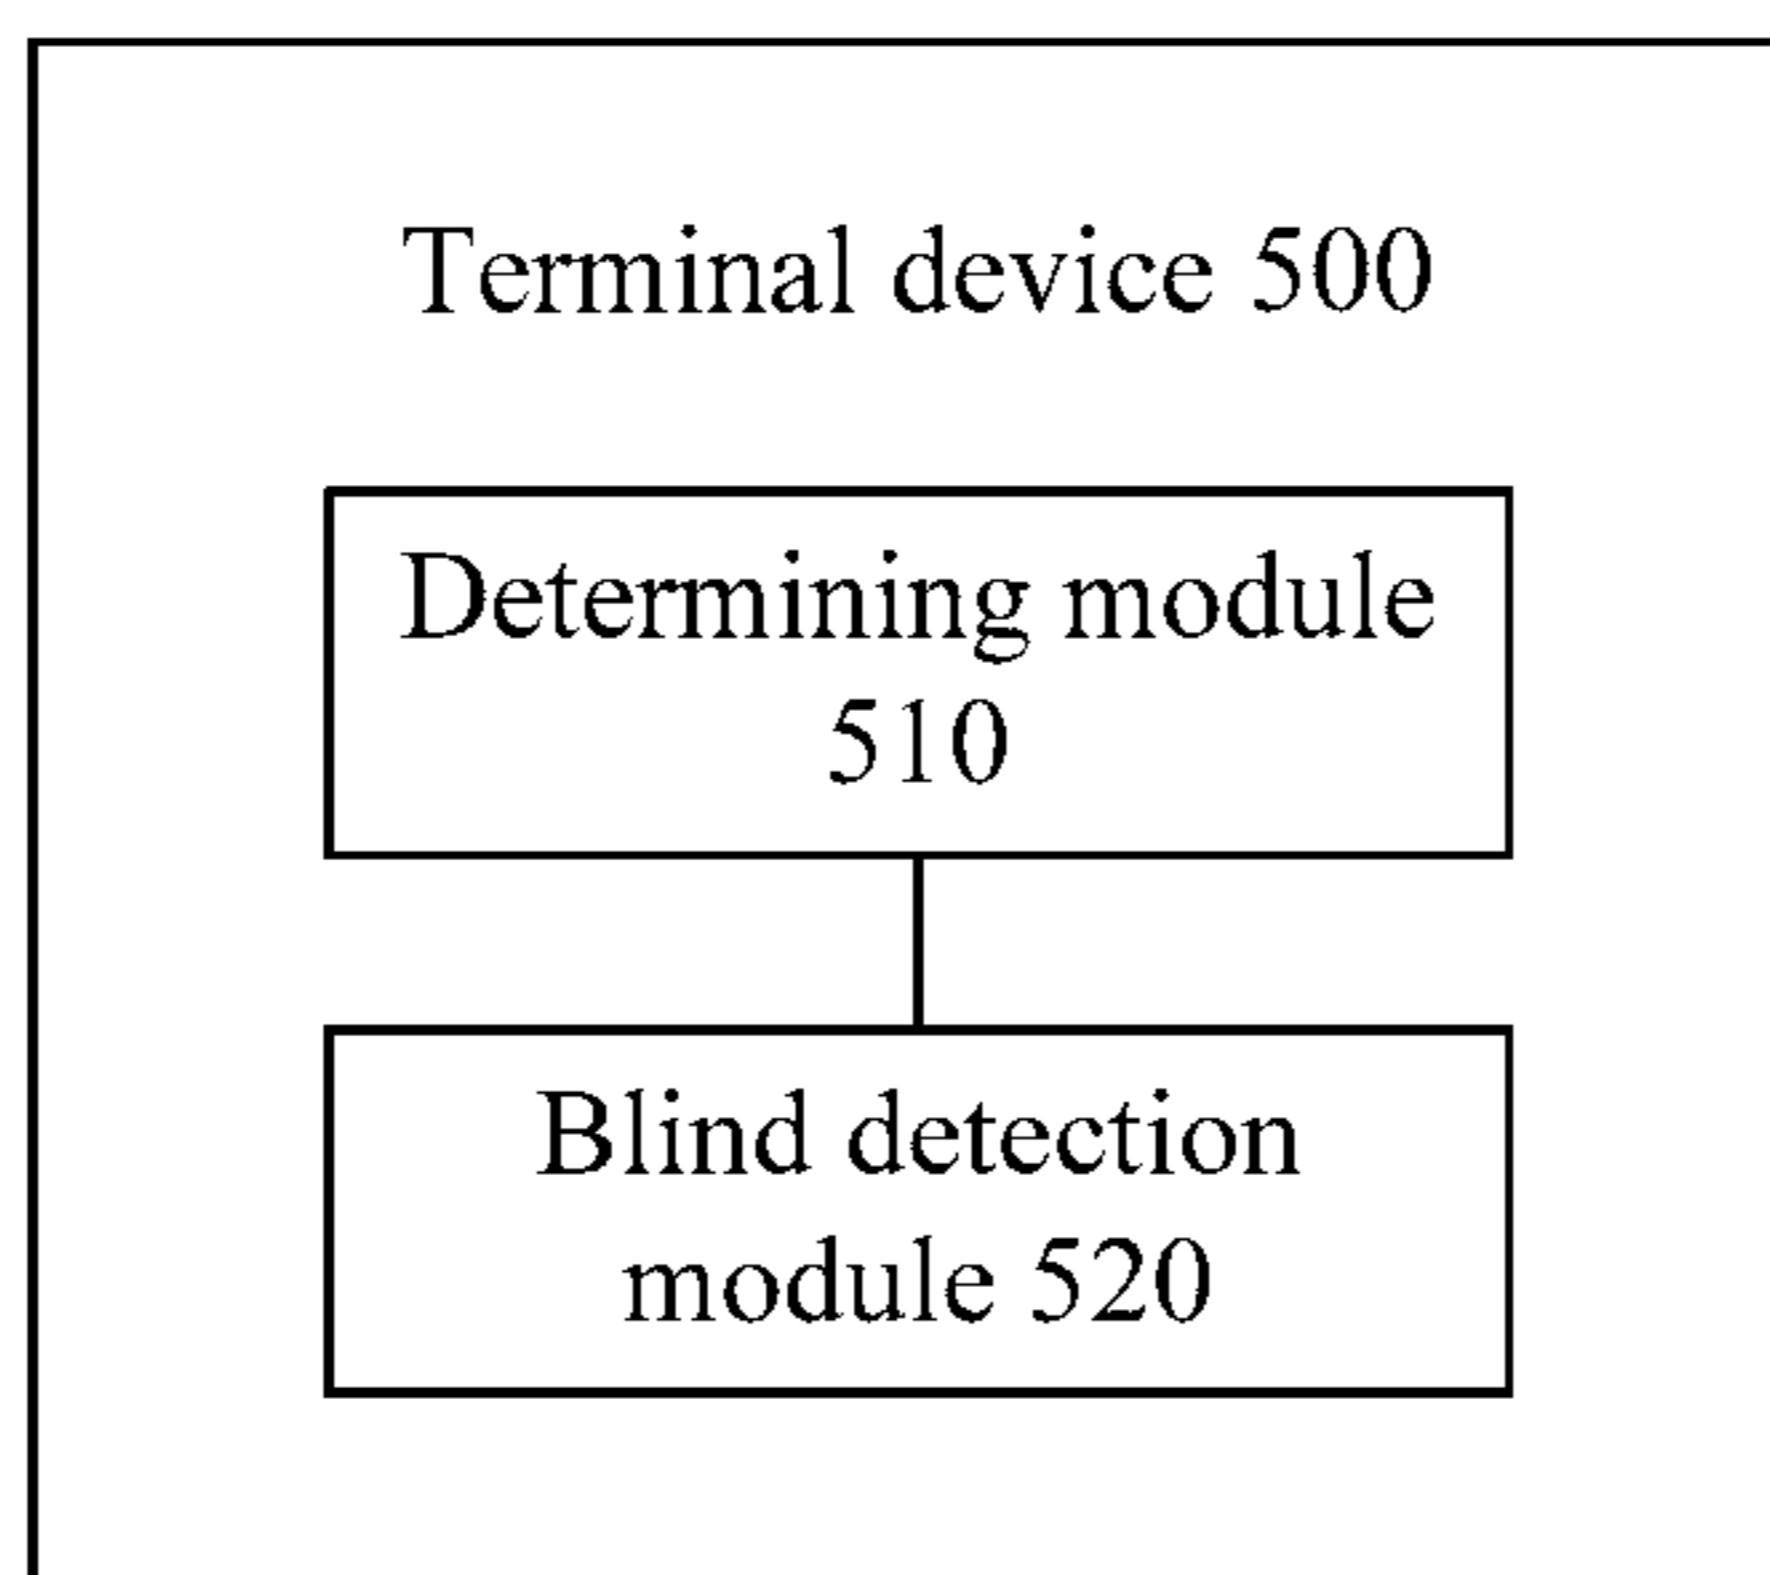 Terminal device 500
Determining module
510
Blind detection
module 520